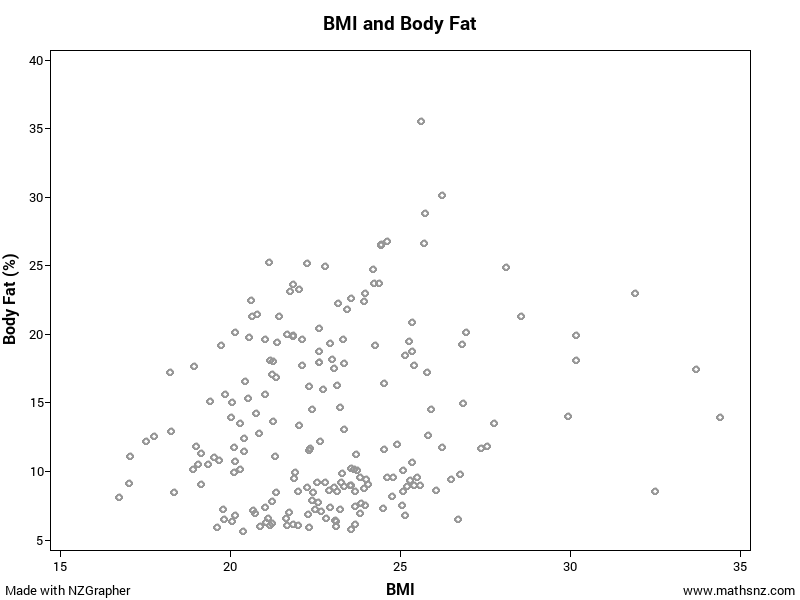 BMI and Body Fat
40
35
30
25
20
15
10
5
Body Fat (%)
15 20 25 30 35
BMI
Made with NZGrapher
www.mathsnz.com